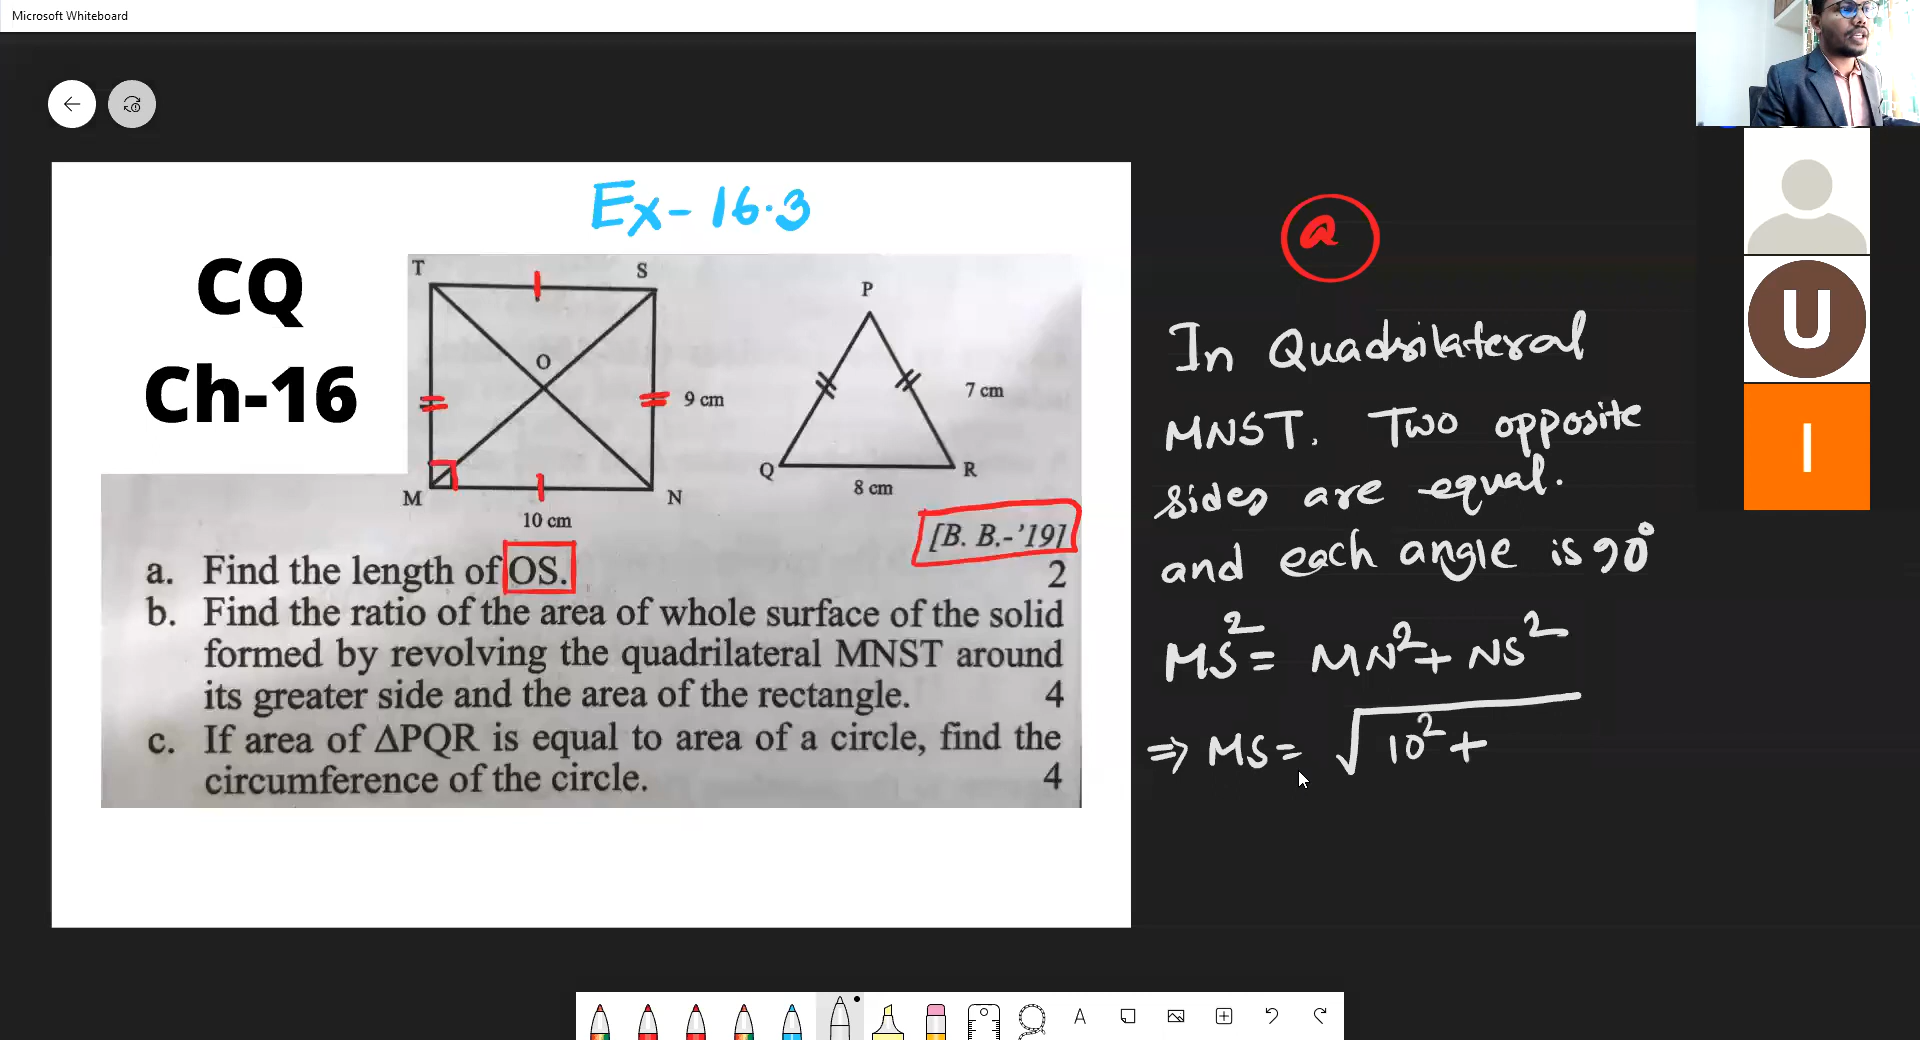 Microsoft Whiteboard
Ex- 16.3
CQ
Ch-16
T
S
O
9 cm
M
N
10 cm
P
7 cm
Q
R
8 cm
[B. B.-'19]
a. Find the length of OS. 2
b. Find the ratio of the area of whole surface of the solid
formed by revolving the quadrilateral MNST around
its greater side and the area of the rectangle. 4
c. If area of ΔPQR is equal to area of a circle, find the
circumference of the circle. 4
a
In Quadrilateral
MNST. Two opposite
sides are equal.
and each angle is 90°
MS² = MN² + NS²
⇒ MS = √10² +
U
I
A